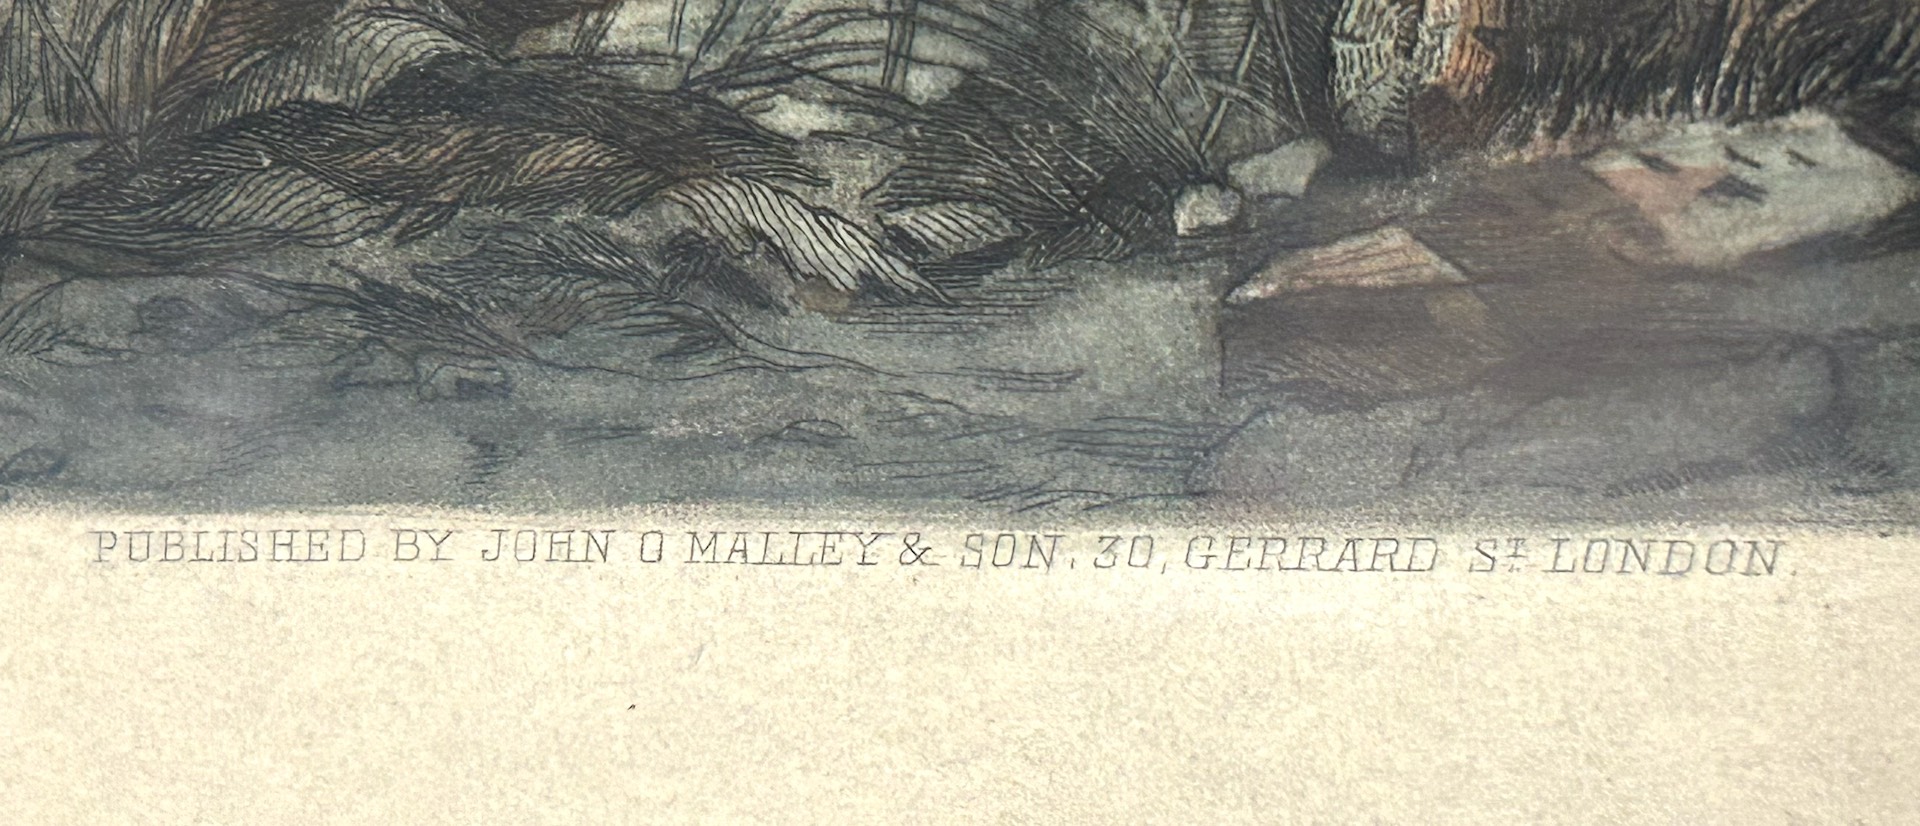 PUBLISHED BY JOHN O MALLEY & SON. 30, GERRARD ST LONDON.